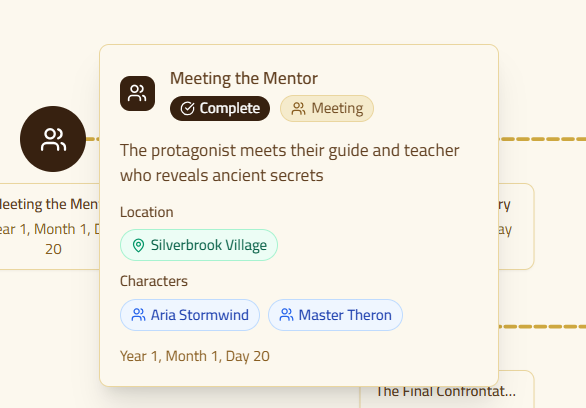 Meeting the Mentor
Complete
Meeting
The protagonist meets their guide and teacher
who reveals ancient secrets
Location
Silverbrook Village
Characters
Aria Stormwind
Master Theron
Year 1, Month 1, Day 20
eeting the Men
ear 1, Month 1, D
20
ry
ay
The Final Confrontat...